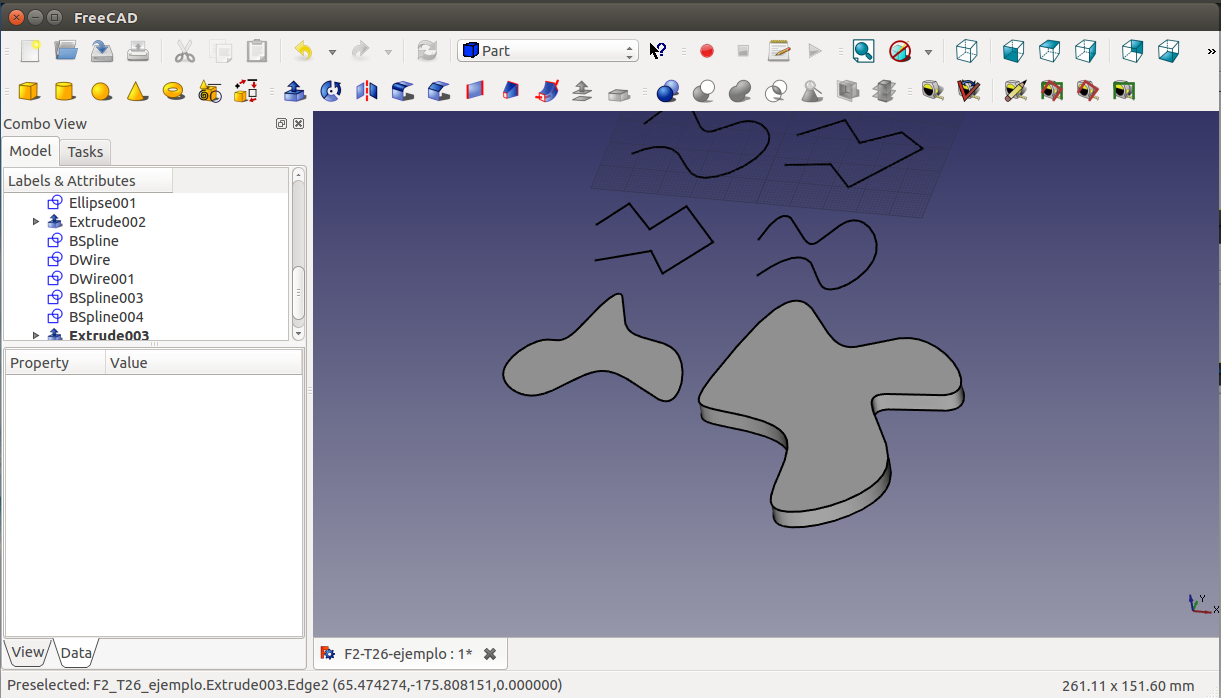 FreeCAD
Part
Combo View
Model Tasks
Labels & Attributes
Ellipse001
Extrude002
BSpline
DWire
DWire001
BSpline003
BSpline004
Extrude003
Property Value
View Data
F2-T26-ejemplo : 1*
Y
X
Preselected: F2_T26_ejemplo.Extrude003.Edge2 (65.474274,-175.808151,0.000000)
261.11 x 151.60 mm